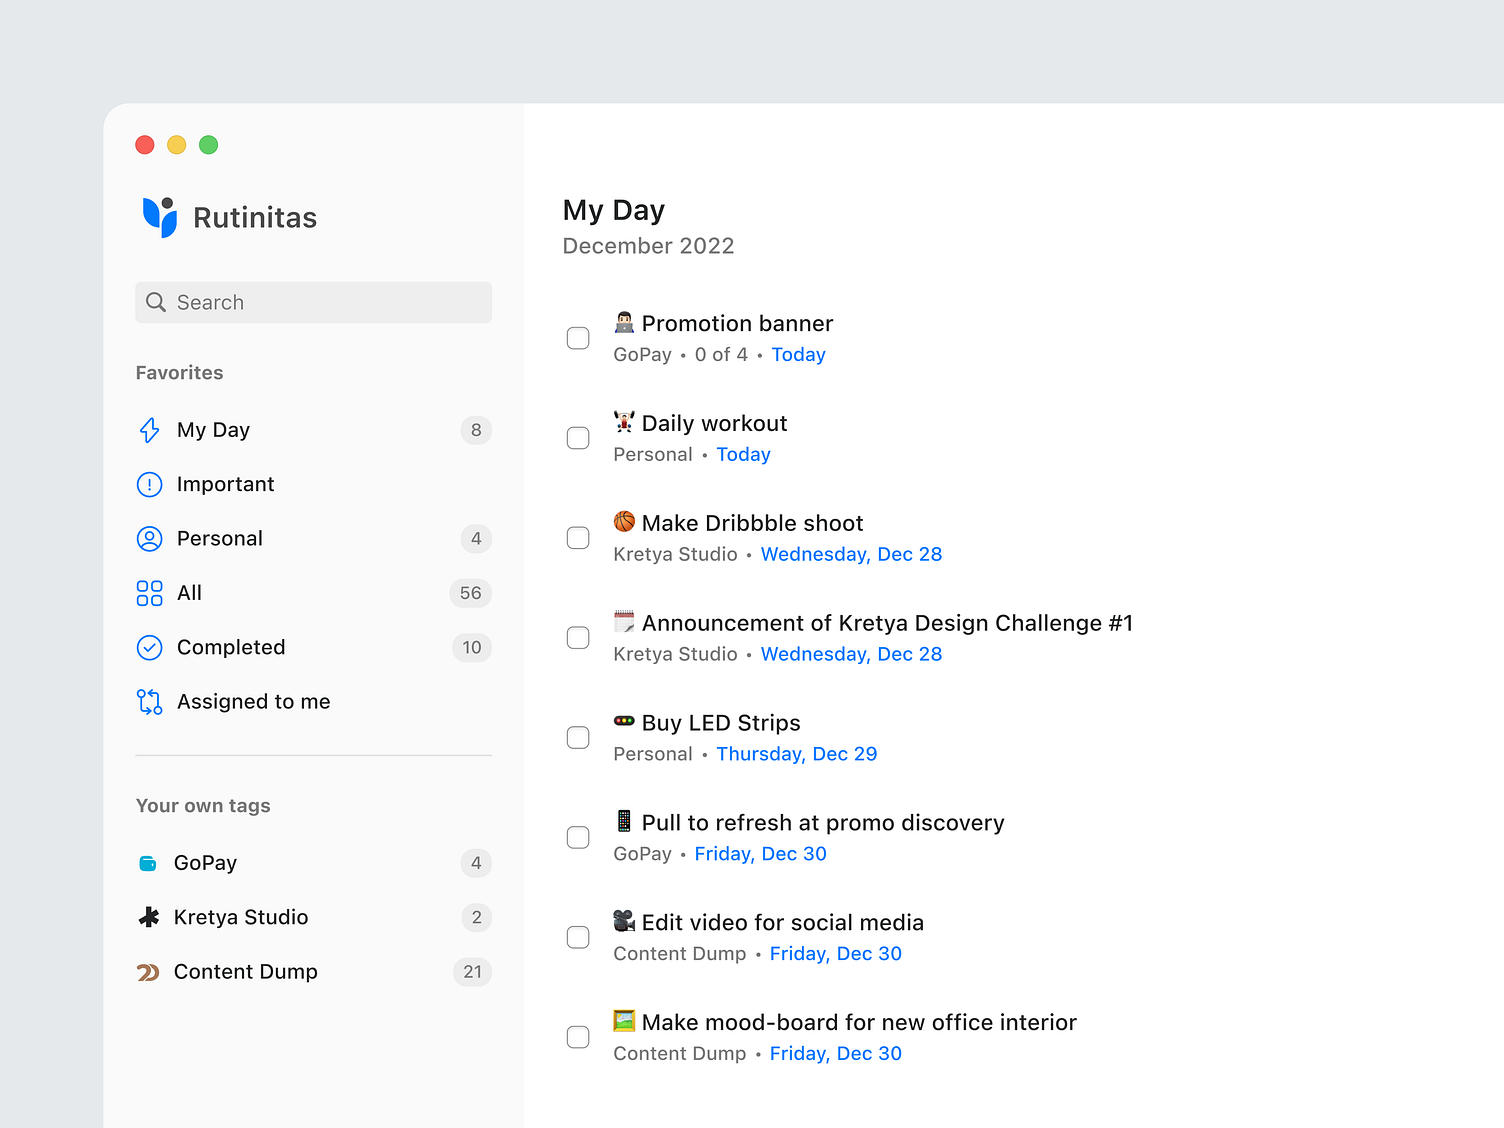 Rutinitas
Search
Favorites
My Day 8
Important
Personal 4
All 56
Completed 10
Assigned to me
Your own tags
GoPay 4
Kretya Studio 2
Content Dump 21
My Day
December 2022
Promotion banner
GoPay • 0 of 4 • Today
Daily workout
Personal • Today
Make Dribbble shoot
Kretya Studio • Wednesday, Dec 28
Announcement of Kretya Design Challenge #1
Kretya Studio • Wednesday, Dec 28
Buy LED Strips
Personal • Thursday, Dec 29
Pull to refresh at promo discovery
GoPay • Friday, Dec 30
Edit video for social media
Content Dump • Friday, Dec 30
Make mood-board for new office interior
Content Dump • Friday, Dec 30